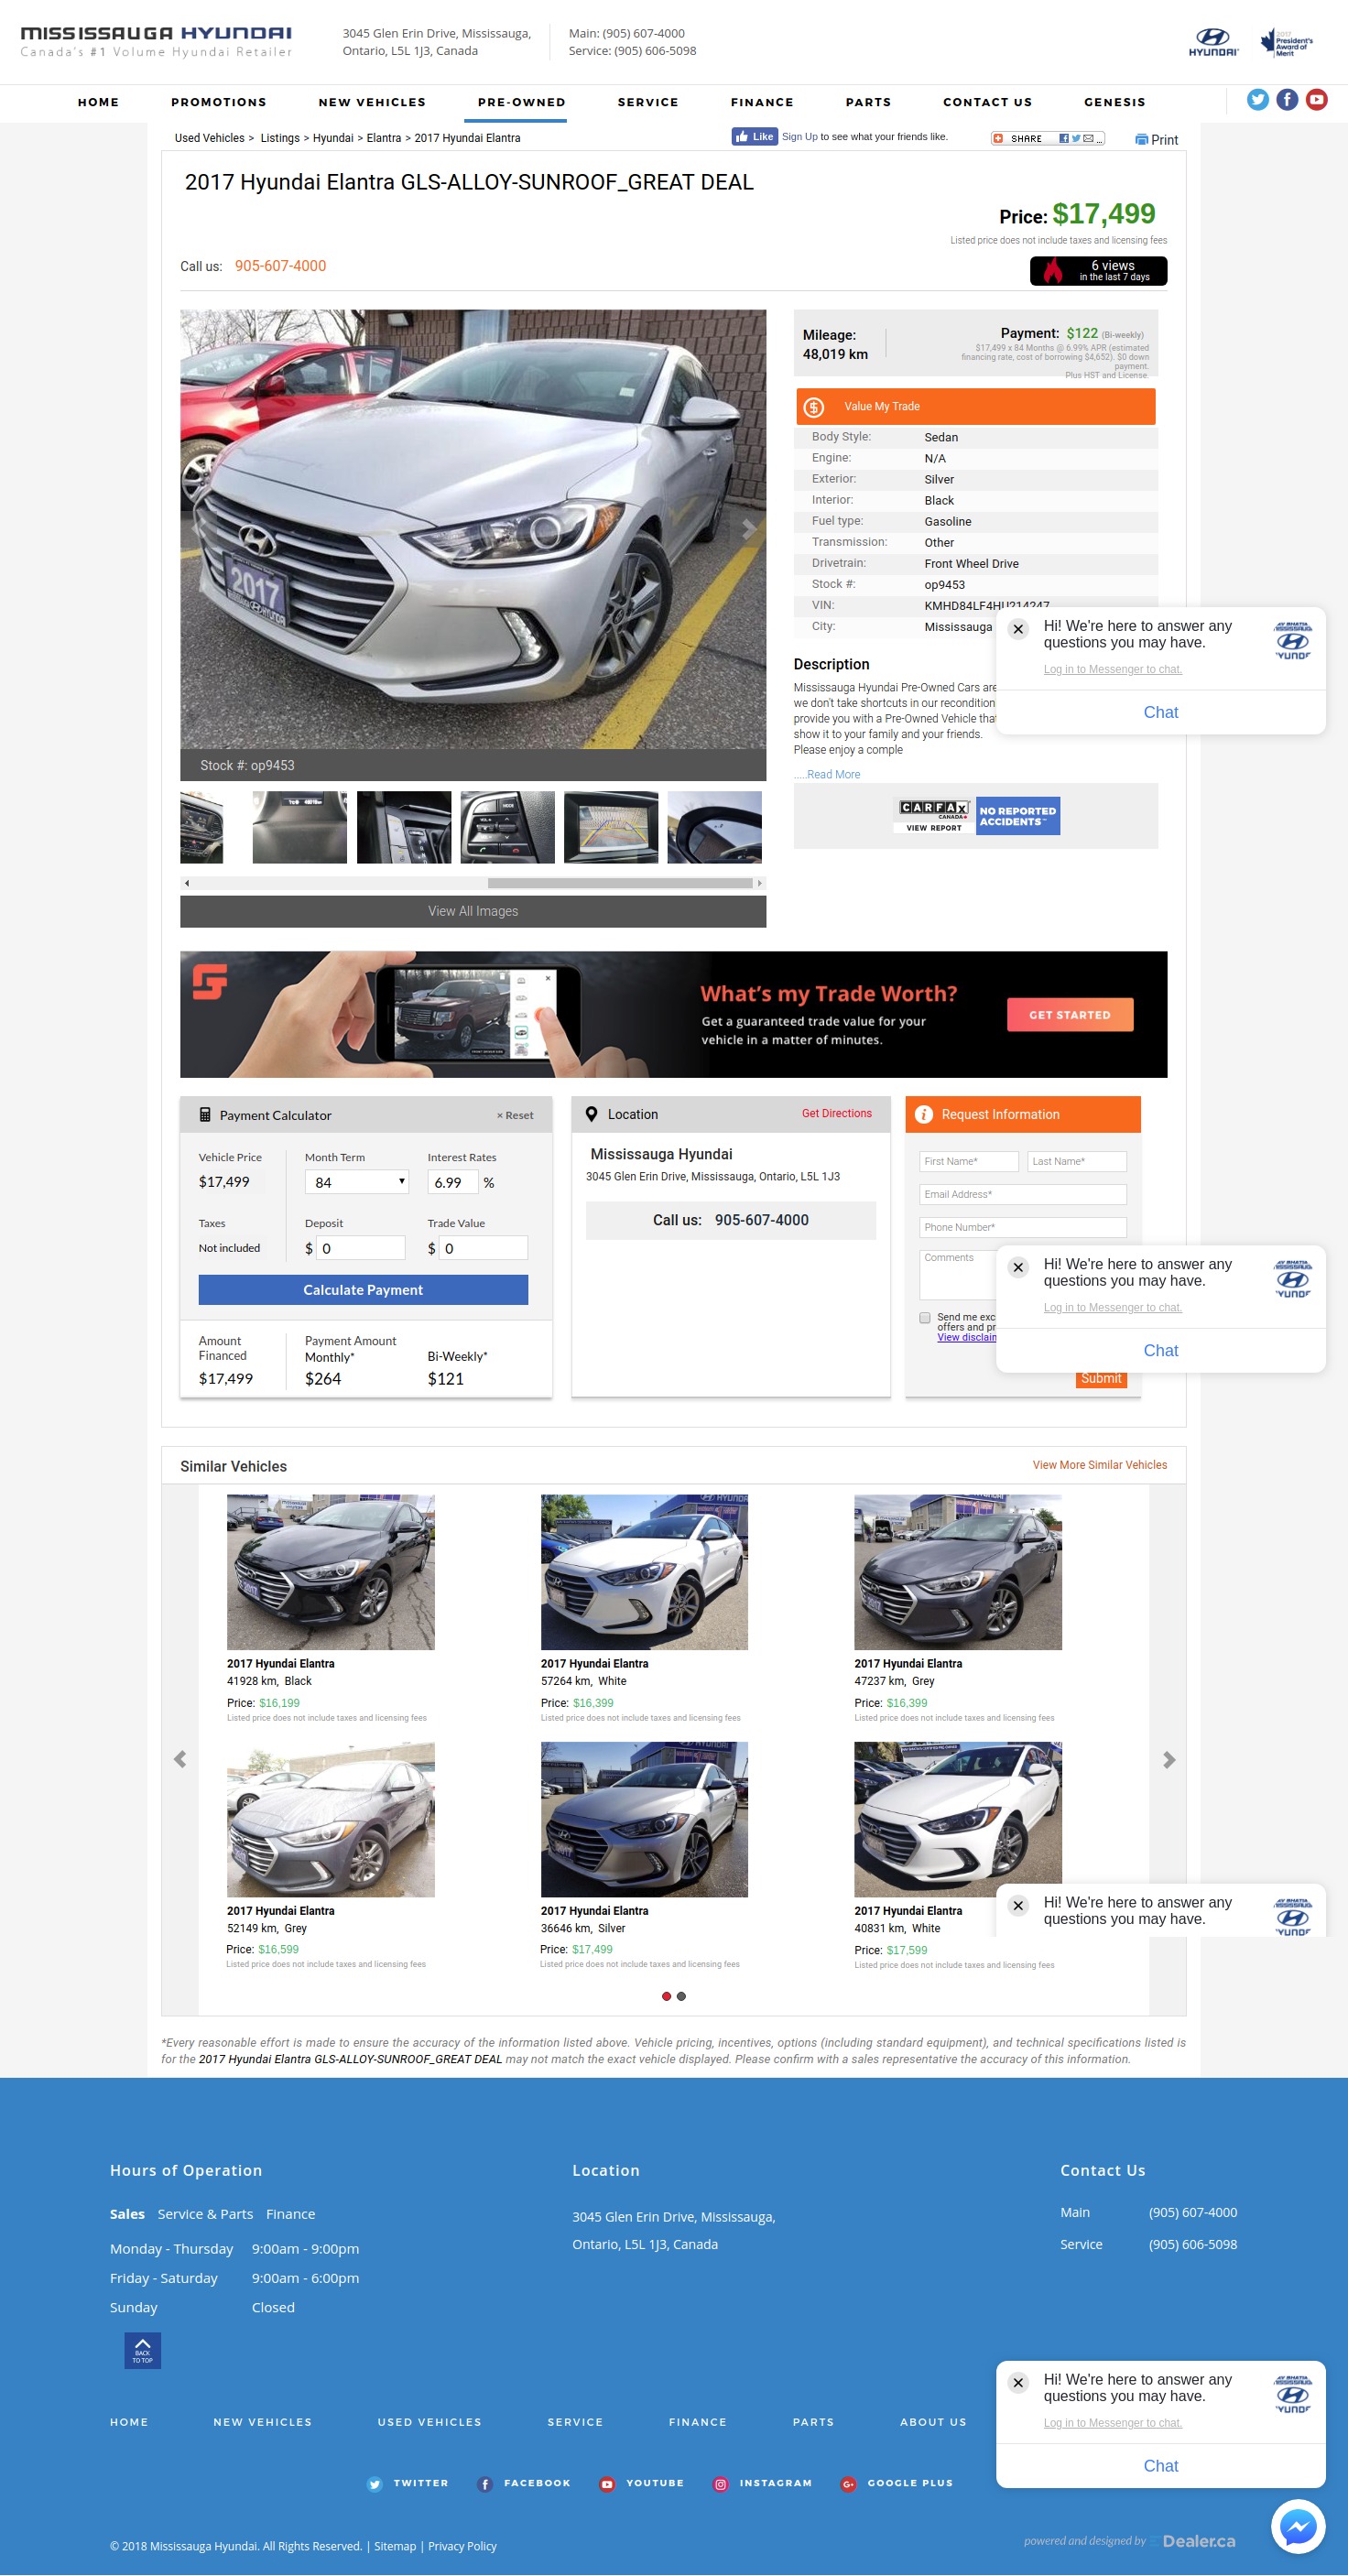 MISSISSAUGA HYUNDAI
Canada's #1 Volume Hyundai Retailer
3045 Glen Erin Drive, Mississauga,
Ontario, L5L 1J3, Canada
Main: (905) 607-4000
Service: (905) 606-5098
HYUNDAI
2017
President's
Award of
Merit
HOME PROMOTIONS NEW VEHICLES PRE-OWNED SERVICE FINANCE PARTS CONTACT US GENESIS
Used Vehicles > Listings > Hyundai > Elantra > 2017 Hyundai Elantra
Like Sign Up to see what your friends like.
SHARE ...
Print
2017 Hyundai Elantra GLS-ALLOY-SUNROOF_GREAT DEAL
Price: $17,499
Listed price does not include taxes and licensing fees
Call us: 905-607-4000
6 views
in the last 7 days
2017
Stock #: op9453
MODE
VOL
View All Images
Mileage:
48,019 km
Payment: $122 (Bi-weekly)
$17,499 x 84 Months @ 6.99% APR (estimated
financing rate, cost of borrowing $4,652). $0 down
payment.
Plus HST and License.
Value My Trade
Body Style: Sedan
Engine: N/A
Exterior: Silver
Interior: Black
Fuel type: Gasoline
Transmission: Other
Drivetrain: Front Wheel Drive
Stock #: op9453
VIN: KMHD84LF4HU214247
City: Mississauga
Description
Mississauga Hyundai Pre-Owned Cars are
we don't take shortcuts in our recondition
provide you with a Pre-Owned Vehicle that
show it to your family and your friends.
Please enjoy a comple
.....Read More
CARFAX
CANADA
VIEW REPORT
NO REPORTED
ACCIDENTS
Hi! We're here to answer any
questions you may have.
Log in to Messenger to chat.
Chat
What's my Trade Worth?
Get a guaranteed trade value for your
vehicle in a matter of minutes.
GET STARTED
Payment Calculator × Reset
Vehicle Price Month Term Interest Rates
$17,499 84 6.99 %
Taxes Deposit Trade Value
Not included $ 0 $ 0
Calculate Payment
Amount
Financed
$17,499
Payment Amount
Monthly* Bi-Weekly*
$264 $121
Location Get Directions
Mississauga Hyundai
3045 Glen Erin Drive, Mississauga, Ontario, L5L 1J3
Call us: 905-607-4000
Request Information
First Name* Last Name*
Email Address*
Phone Number*
Comments
Send me exc
offers and pr
View disclain
Submit
Hi! We're here to answer any
questions you may have.
Log in to Messenger to chat.
Chat
Similar Vehicles View More Similar Vehicles
2017 Hyundai Elantra
41928 km, Black
Price: $16,199
Listed price does not include taxes and licensing fees
2017 Hyundai Elantra
57264 km, White
Price: $16,399
Listed price does not include taxes and licensing fees
2017 Hyundai Elantra
47237 km, Grey
Price: $16,399
Listed price does not include taxes and licensing fees
2017 Hyundai Elantra
52149 km, Grey
Price: $16,599
Listed price does not include taxes and licensing fees
2017 Hyundai Elantra
36646 km, Silver
Price: $17,499
Listed price does not include taxes and licensing fees
2017 Hyundai Elantra
40831 km, White
Price: $17,599
Listed price does not include taxes and licensing fees
Hi! We're here to answer any
questions you may have.
*Every reasonable effort is made to ensure the accuracy of the information listed above. Vehicle pricing, incentives, options (including standard equipment), and technical specifications listed is
for the 2017 Hyundai Elantra GLS-ALLOY-SUNROOF_GREAT DEAL may not match the exact vehicle displayed. Please confirm with a sales representative the accuracy of this information.
Hours of Operation
Sales Service & Parts Finance
Monday - Thursday 9:00am - 9:00pm
Friday - Saturday 9:00am - 6:00pm
Sunday Closed
Location
3045 Glen Erin Drive, Mississauga,
Ontario, L5L 1J3, Canada
Contact Us
Main (905) 607-4000
Service (905) 606-5098
BACK
TO TOP
HOME NEW VEHICLES USED VEHICLES SERVICE FINANCE PARTS ABOUT US
Hi! We're here to answer any
questions you may have.
Log in to Messenger to chat.
Chat
TWITTER FACEBOOK YOUTUBE INSTAGRAM GOOGLE PLUS
© 2018 Mississauga Hyundai. All Rights Reserved. | Sitemap | Privacy Policy
powered and designed by EDealer.ca